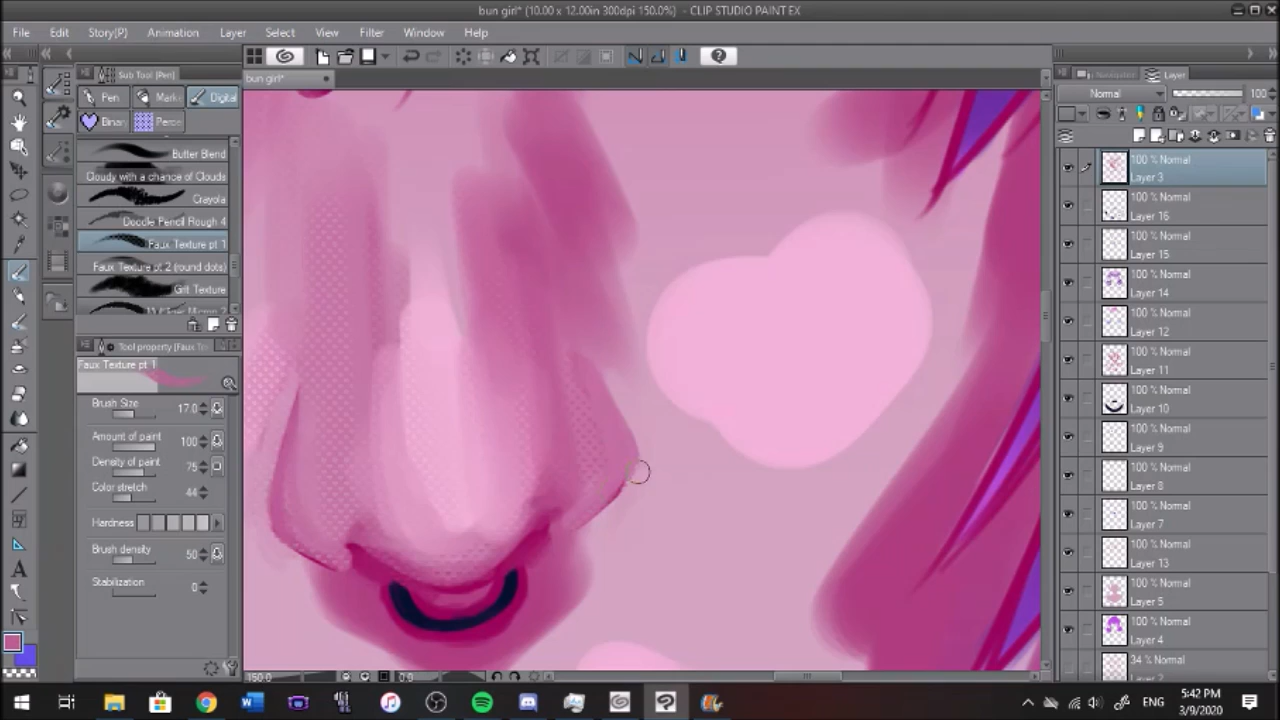 bun girl* (10.00 x 12.00in 300dpi 150.0%) - CLIP STUDIO PAINT EX
File Edit Story(P) Animation Layer Select View Filter Window Help
Sub Tool (Pen)
Navigator Layer
bun girl*
Pen Mark Digital
Normal 100
Binar Perce
Butter Blend
Cloudy with a chance of Clouds
Crayola
Doodle Pencil Rough 4
Faux Texture pt 1
Faux Texture pt 2 (round dots)
Grit Texture
Tool property (Faux Te
Faux Texture pt 1
Brush Size 17.0
Amount of paint 100
Density of paint 75
Color stretch 44
Hardness
Brush density 50
Stabilization 0
100 % Normal
Layer 3
100 % Normal
Layer 16
100 % Normal
Layer 15
100 % Normal
Layer 14
100 % Normal
Layer 12
100 % Normal
Layer 11
100 % Normal
Layer 10
100 % Normal
Layer 9
100 % Normal
Layer 8
100 % Normal
Layer 7
100 % Normal
Layer 13
100 % Normal
Layer 5
100 % Normal
Layer 4
34 % Normal
Layer 2
150.0 0.0
ENG
5:42 PM
3/9/2020